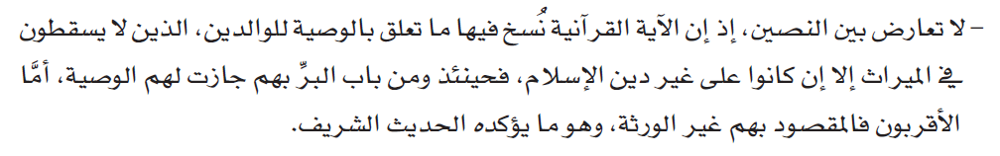 – لا تعارض بين النصين، إذ إن الآية القرآنية نُسخ فيها ما تعلق بالوصية للوالدين، الذين لا يسقطون
في الميراث إلا إن كانوا على غير دين الإسلام، فحينئذ ومن باب البرِّ بهم جازت لهم الوصية، أمَّا
الأقربون فالمقصود بهم غير الورثة، وهو ما يؤكده الحديث الشريف.